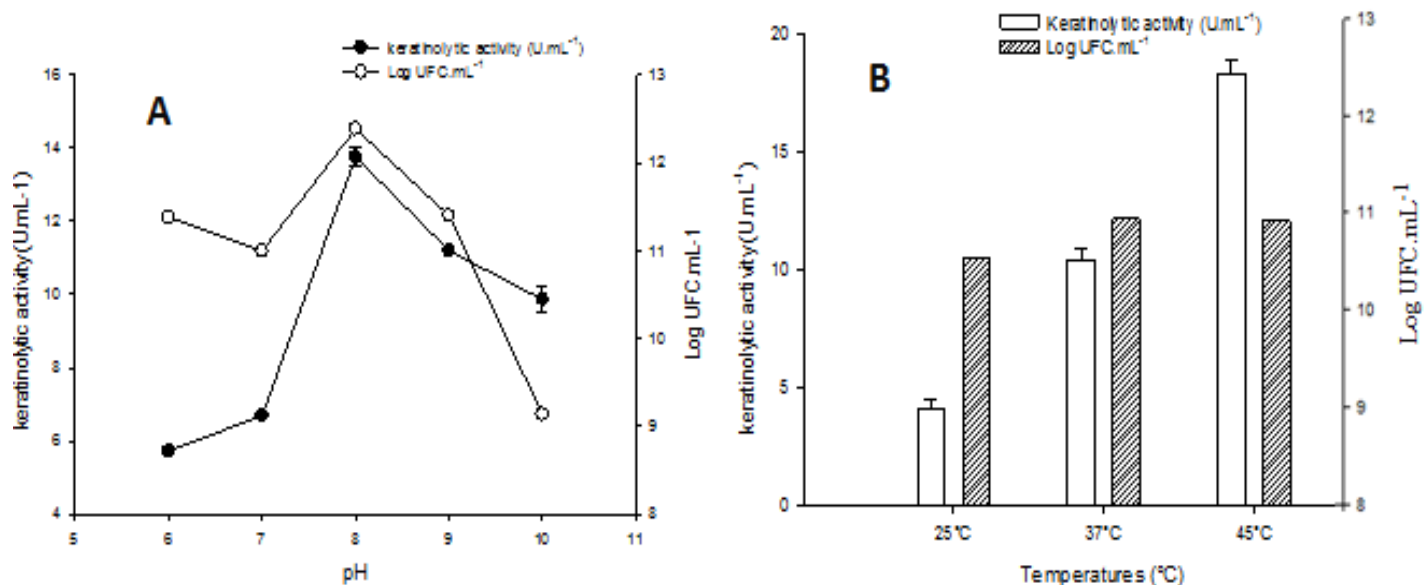 keratinolytic activity (U.mL-1)
Log UFC.mL-1
A
16
14
12
10
8
6
4
keratinolytic activity (U.mL-1)
13
12
11
10
9
8
Log UFC.mL-1
5 6 7 8 9 10 11
pH
Keratinolytic activity (U.mL-1)
Log UFC.mL-1
B
20
15
10
5
0
keratinolytic activity (U.mL-1)
13
12
11
10
9
8
Log UFC.mL-1
25°C 37°C 45°C
Temperatures (°C)